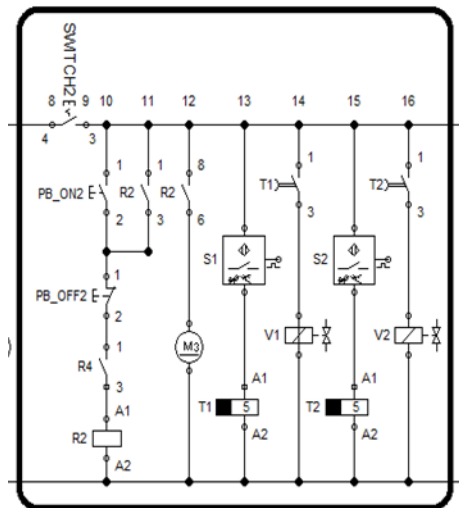 SWITCH2
8 9 10 11 12 13 14 15 16
4 3
1 1 8 1 1
PB_ON2 R2 R2 T1 T2
2 3 6 3 3
S1 S2
1
PB_OFF2
2
V1 V2
1 M3
R4
3 A1 A1
T1 5 T2 5
A1
R2 A2 A2
A2